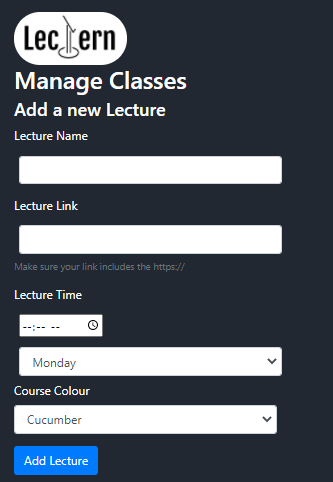 Lectern
Manage Classes
Add a new Lecture
Lecture Name
Lecture Link
Make sure your link includes the https://
Lecture Time
--:-- --
Monday
Course Colour
Cucumber
Add Lecture